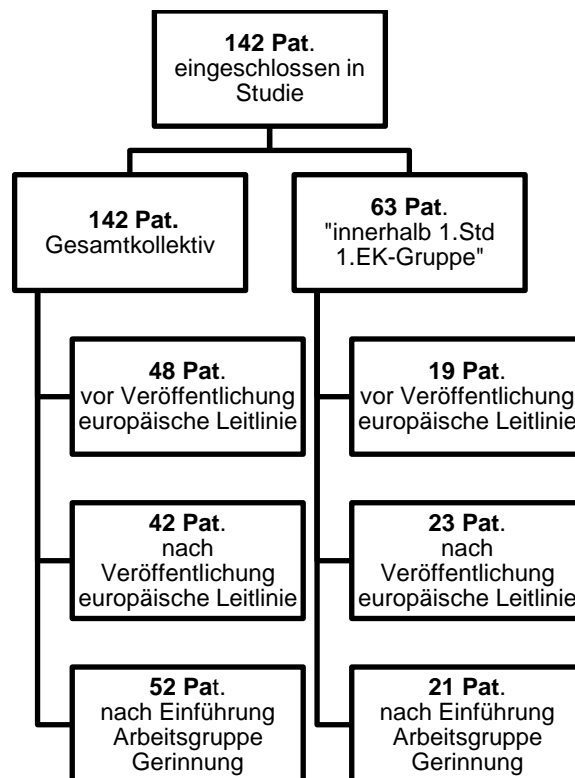 142 Pat.
eingeschlossen in
Studie
142 Pat.
Gesamtkollektiv
63 Pat.
"innerhalb 1.Std
1.EK-Gruppe"
48 Pat.
vor Veröffentlichung
europäische Leitlinie
19 Pat.
vor Veröffentlichung
europäische Leitlinie
42 Pat.
nach
Veröffentlichung
europäische Leitlinie
23 Pat.
nach
Veröffentlichung
europäische Leitlinie
52 Pat.
nach Einführung
Arbeitsgruppe
Gerinnung
21 Pat.
nach Einführung
Arbeitsgruppe
Gerinnung